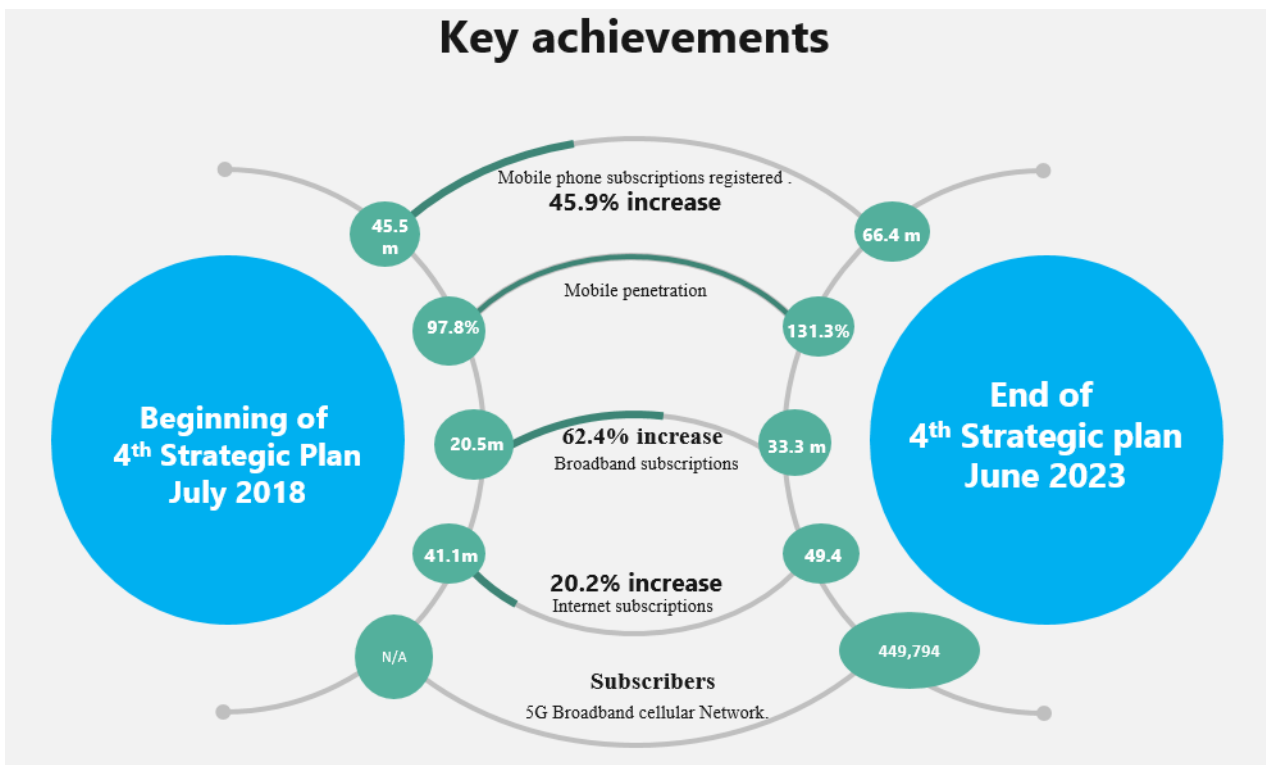 Key achievements
Mobile phone subscriptions registered .
45.9% increase
45.5
m
66.4 m
Mobile penetration
97.8%
131.3%
Beginning of
4th Strategic Plan
July 2018
End of
4th Strategic plan
June 2023
62.4% increase
Broadband subscriptions
20.5m
33.3 m
20.2% increase
Internet subscriptions
41.1m
49.4
Subscribers
5G Broadband cellular Network.
N/A
449,794